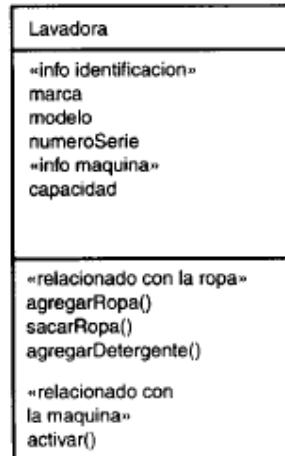 Lavadora
«info identificacion»
marca
modelo
numeroSerie
«info maquina»
capacidad
«relacionado con la ropa»
agregarRopa()
sacarRopa()
agregarDetergente()
«relacionado con
la maquina»
activar()